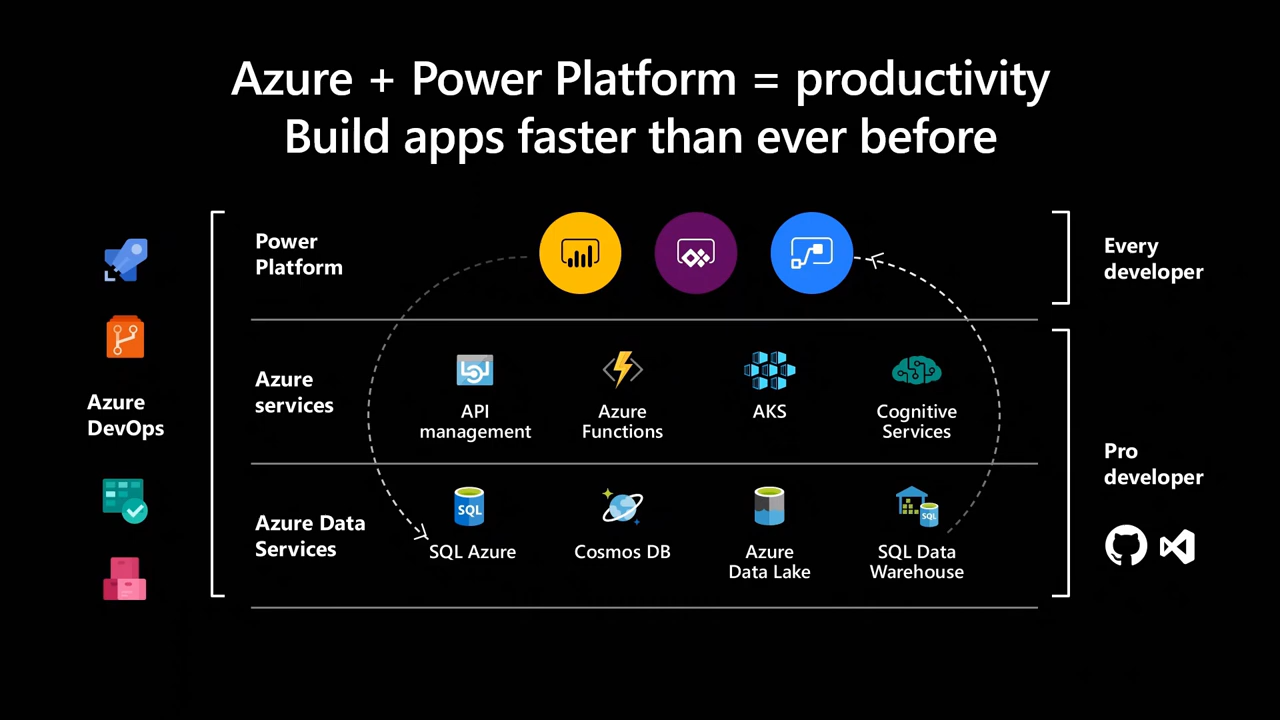 Azure + Power Platform = productivity
Build apps faster than ever before
Power
Platform
Every
developer
Azure
DevOps
Azure
services
API
management
Azure
Functions
AKS
Cognitive
Services
Pro
developer
Azure Data
Services
SQL
SQL Azure
Cosmos DB
Azure
Data Lake
SQL
SQL Data
Warehouse